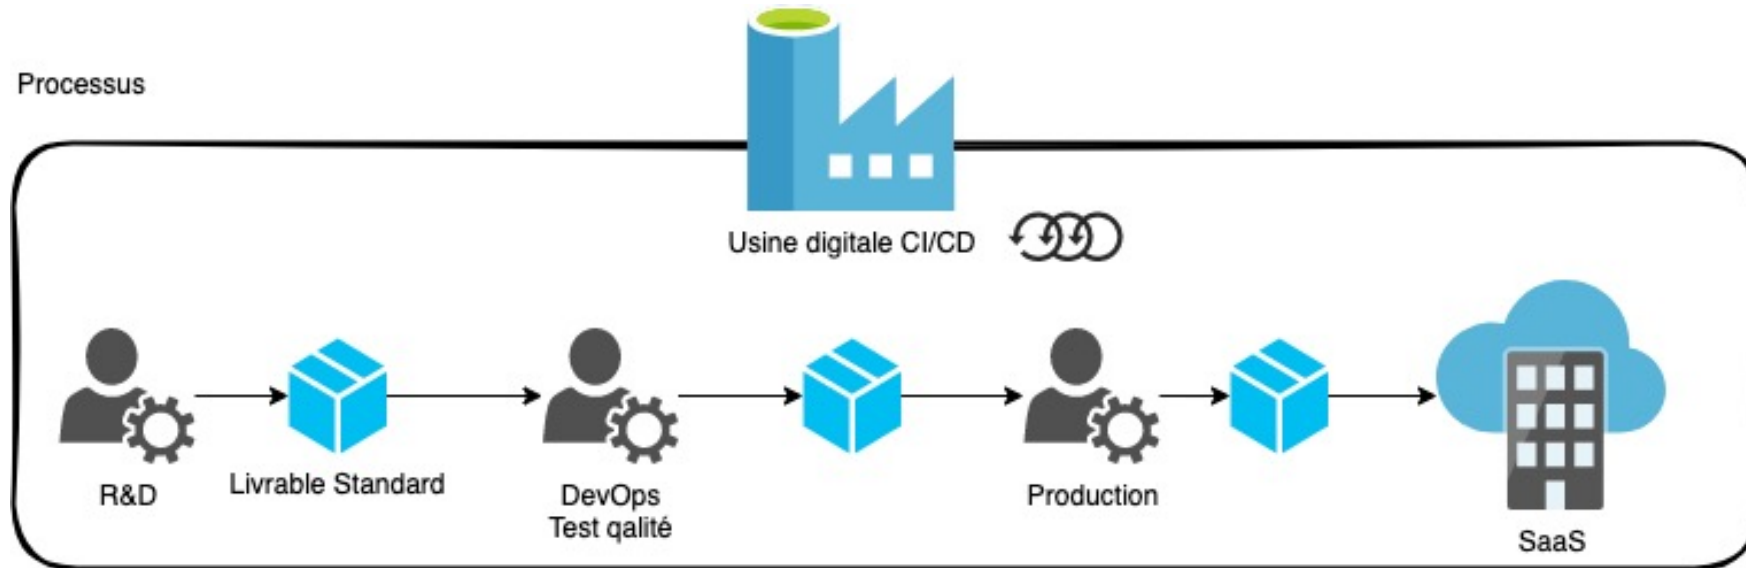 Processus
Usine digitale CI/CD
R&D
Livrable Standard
DevOps
Test qalité
Production
SaaS